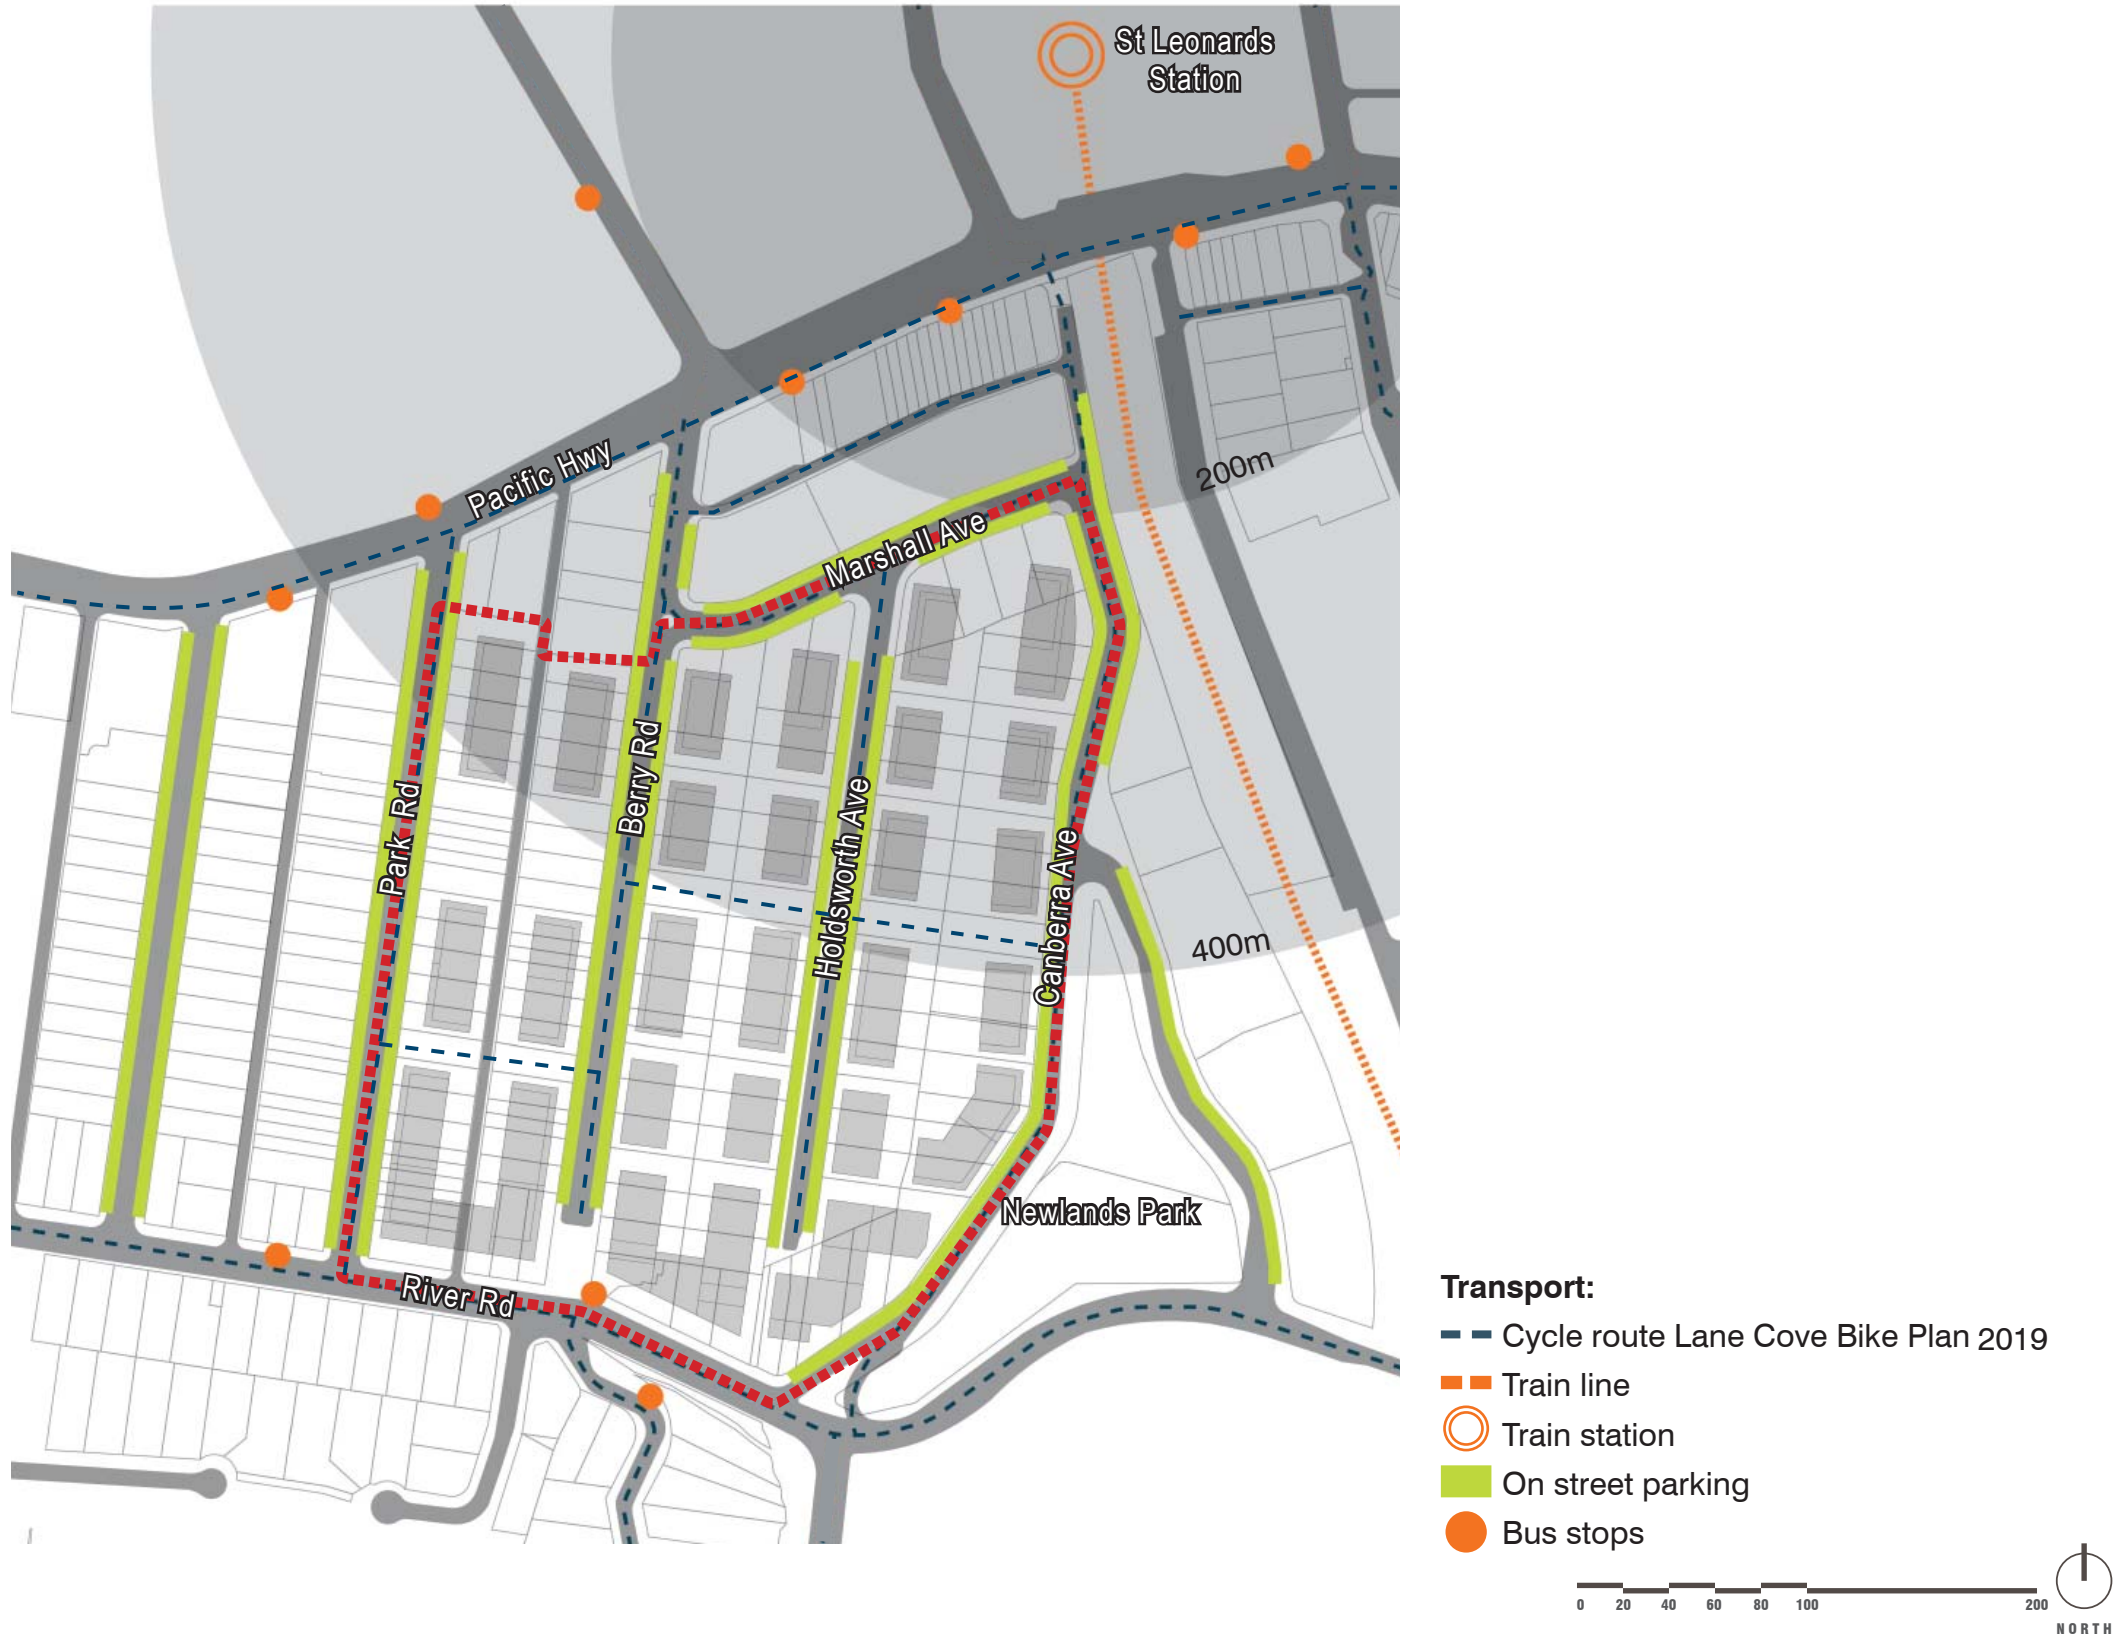 St Leonards
Station
Pacific Hwy
200m
Marshall Ave
Park Rd
Berry Rd
Holdsworth Ave
Canberra Ave
400m
Newlands Park
River Rd
Transport:
Cycle route Lane Cove Bike Plan 2019
Train line
Train station
On street parking
Bus stops
0 20 40 60 80 100 200
NORTH